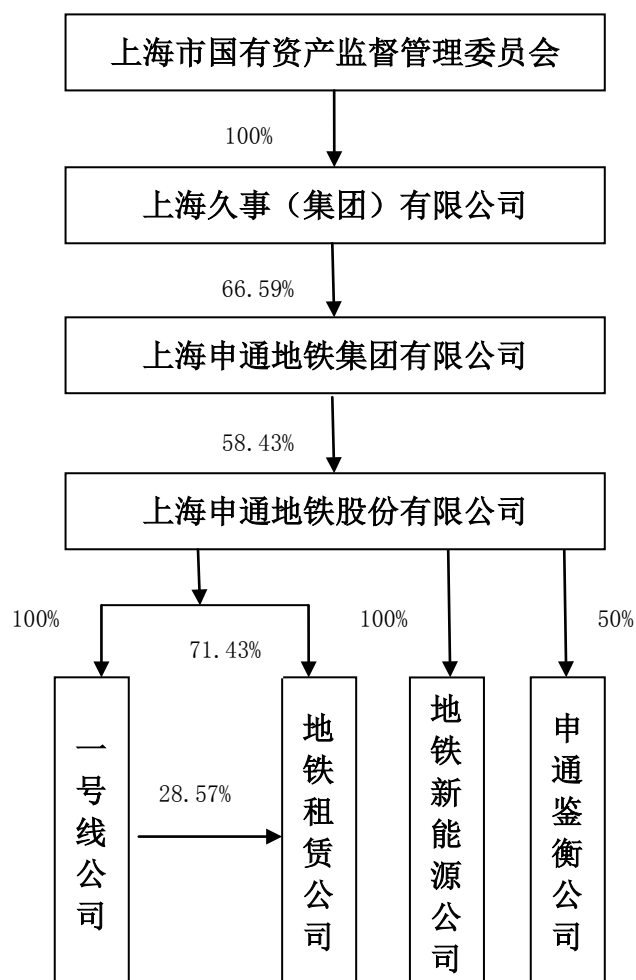 上海市国有资产监督管理委员会
100%
上海久事（集团）有限公司
66.59%
上海申通地铁集团有限公司
58.43%
上海申通地铁股份有限公司
100%
71.43%
100%
50%
一号线公司
28.57%
地铁租赁公司
地铁新能源公司
申通鉴衡公司